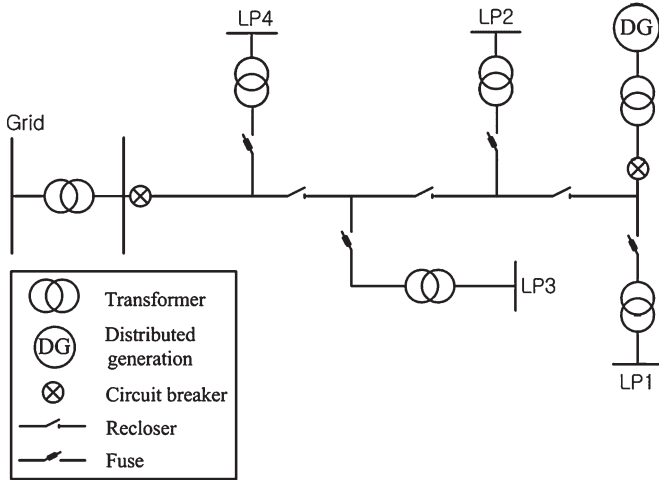 LP4
LP2
DG
Grid
LP3
LP1
Transformer
DG
Distributed
generation
Circuit breaker
Recloser
Fuse